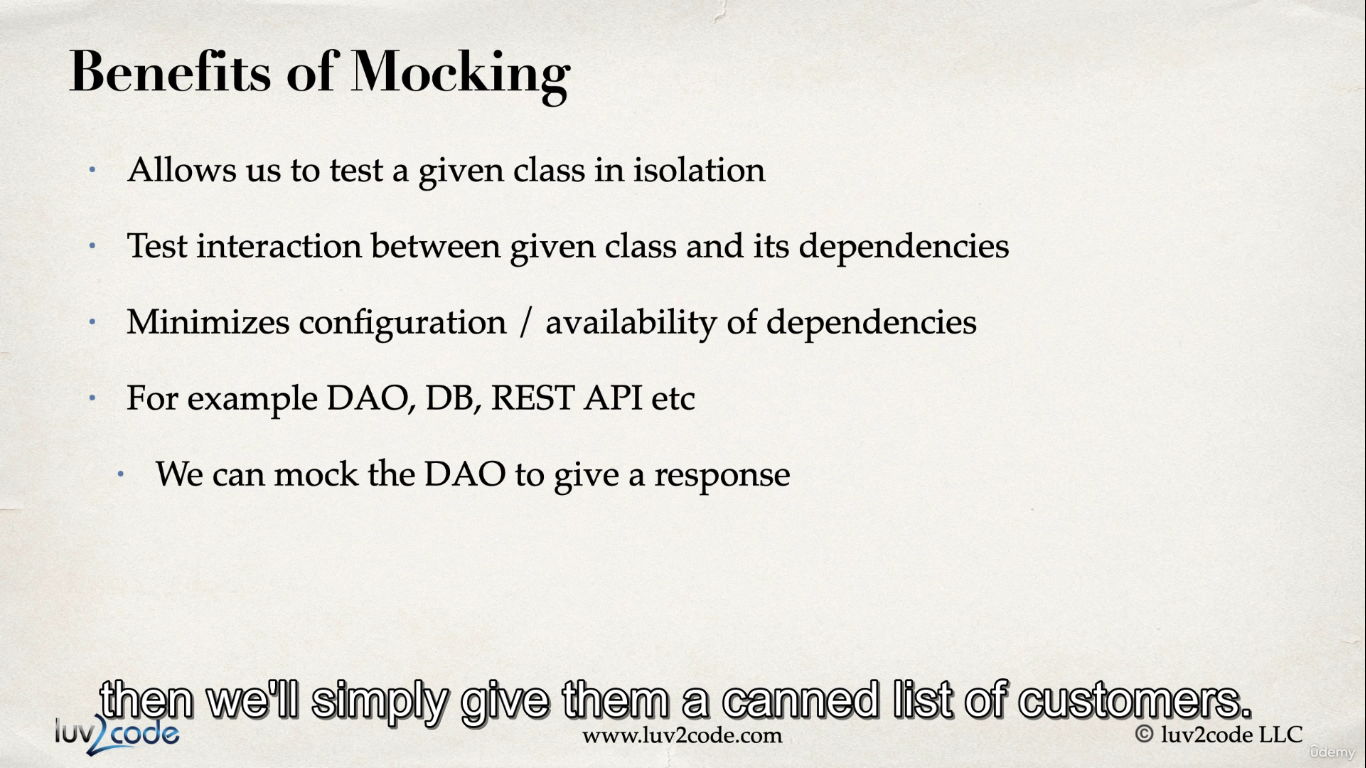 Benefits of Mocking
· Allows us to test a given class in isolation
· Test interaction between given class and its dependencies
· Minimizes configuration / availability of dependencies
· For example DAO, DB, REST API etc
· We can mock the DAO to give a response
then we'll simply give them a canned list of customers.
luv2code
www.luv2code.com
© luv2code LLC
ûdemy